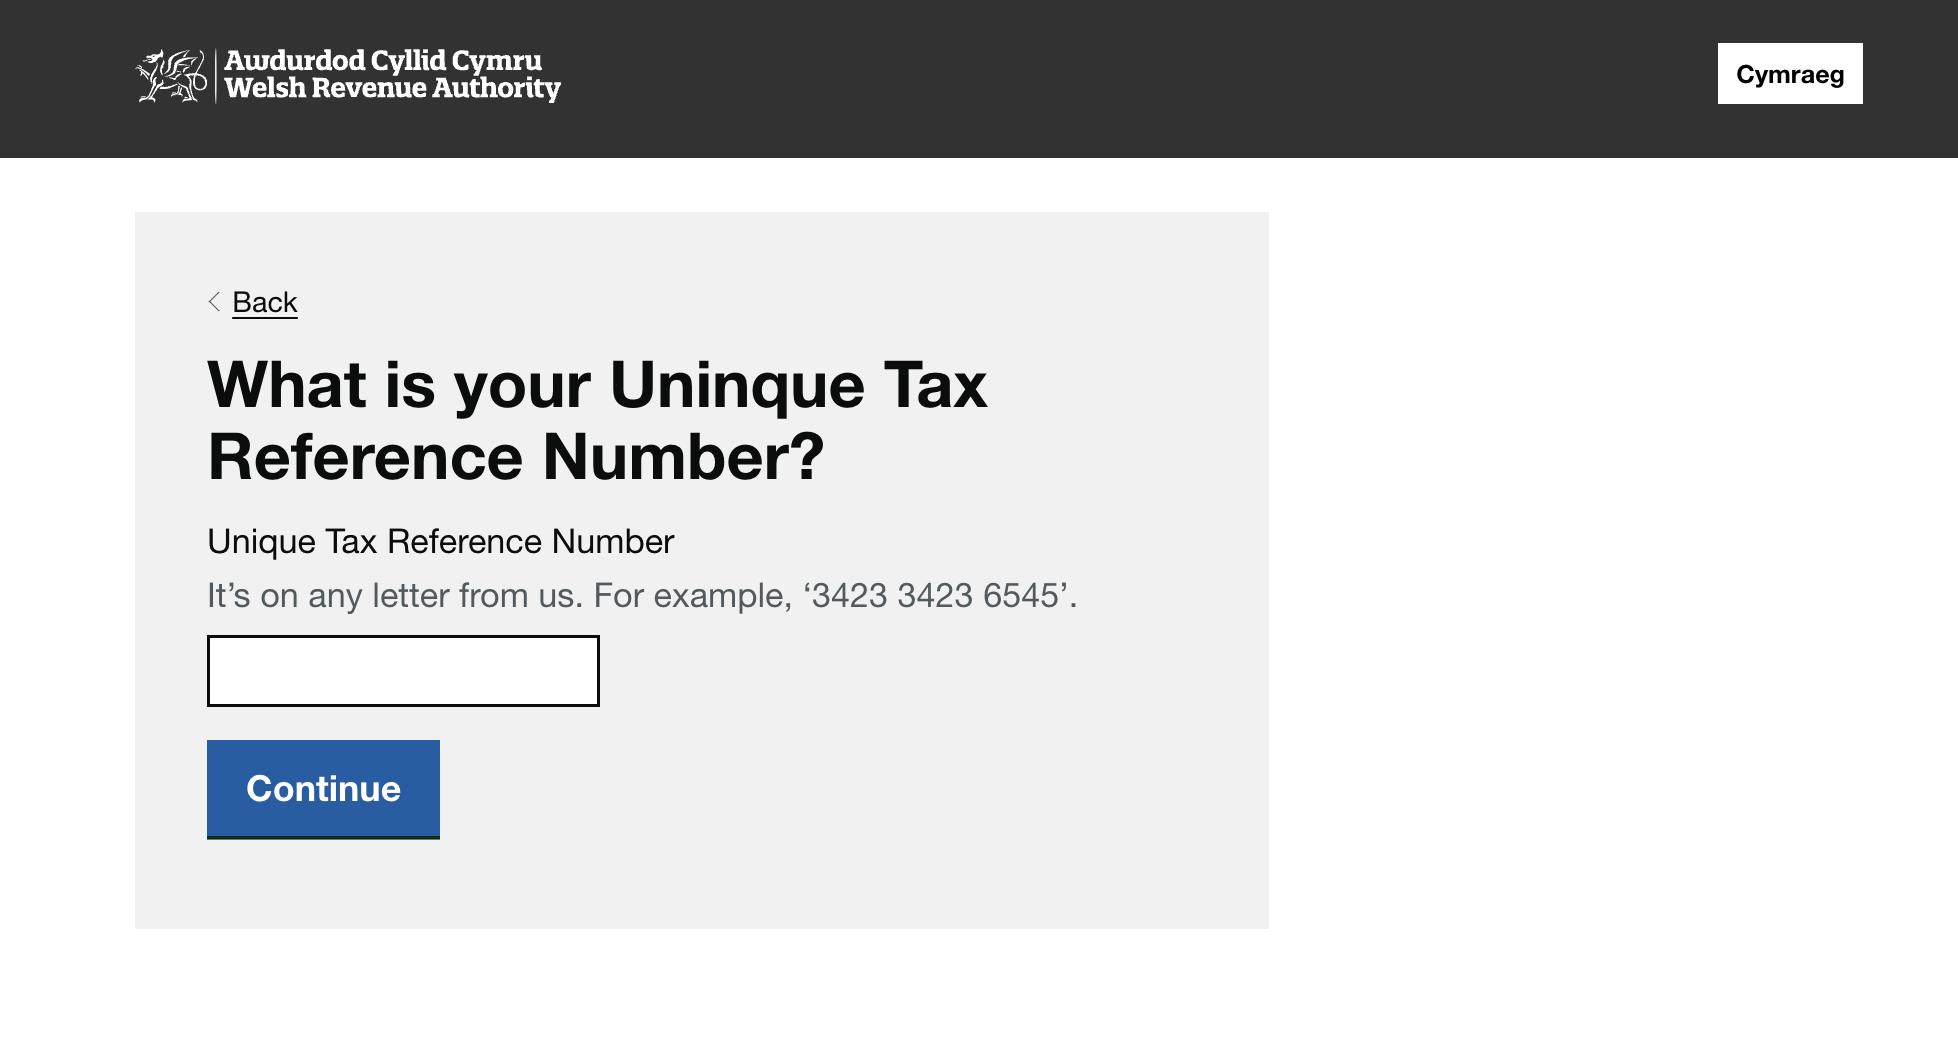 Awdurdod Cyllid Cymru
Welsh Revenue Authority
Cymraeg
Back
What is your Uninque Tax
Reference Number?
Unique Tax Reference Number
It’s on any letter from us. For example, ‘3423 3423 6545’.
Continue